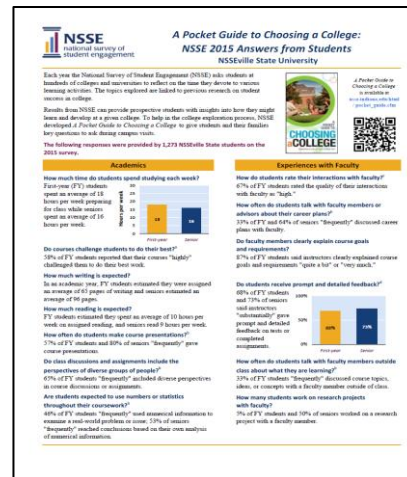 NSSE
national survey of
student engagement
A Pocket Guide to Choosing a College:
NSSE 2015 Answers from Students
NSSEville State University
Each year the National Survey of Student Engagement (NSSE) asks students at
hundreds of colleges and universities to reflect on the time they devote to various
learning activities. The topics explored are linked to previous research on student
success in college.
Results from NSSE can provide prospective students with insights into how they might
learn and develop at a given college. To help in the college exploration process, NSSE
developed A Pocket Guide to Choosing a College to give students and their families
key questions to ask during campus visits.
The following responses were provided by 1,273 NSSEville State students on the
2015 survey.
CHOOSING
A COLLEGE
A Pocket Guide to
Choosing a College
is available at
Academics
How much time do students spend studying each week?
First-year (FY) students
spent an average of 18
hours per week preparing
for class while seniors
spent an average of 16
hours per week.
Hours per week
30
25
20
15
10
5
0
18
16
First-year
Senior
Do courses challenge students to do their best?
58% of FY students reported that their courses "highly"
challenged them to do their best work.
How much writing is expected?
In an academic year, FY students estimated they were assigned
an average of 65 pages of writing and seniors estimated an
average of 96 pages.
How much reading is expected?
FY students estimated they spent an average of 10 hours per
week on assigned reading, and seniors read 9 hours per week.
How often do students make course presentations?
57% of FY students and 80% of seniors "frequently" gave
course presentations.
Do class discussions and assignments include the
perspectives of diverse groups of people?
65% of FY students "frequently" included diverse perspectives
in course discussions or assignments.
Are students expected to use numbers or statistics
throughout their coursework?
46% of FY students "frequently" used numerical information to
examine a real-world problem or issue; 53% of seniors
"frequently" reached conclusions based on their own analysis
of numerical information.
Experiences with Faculty
How do students rate their interactions with faculty?
67% of FY students rated the quality of their interactions
with faculty as "high."
How often do students talk with faculty members or
advisors about their career plans?
33% of FY and 64% of seniors "frequently" discussed career
plans with faculty.
Do faculty members clearly explain course goals
and requirements?
87% of FY students said instructors clearly explained course
goals and requirements "quite a bit" or "very much."
Do students receive prompt and detailed feedback?
68% of FY students
and 73% of seniors
said instructors
"substantially" gave
prompt and detailed
feedback on tests or
completed
assignments.
100%
50%
0%
68%
73%
First-year
Senior
How often do students talk with faculty members outside
class about what they are learning?
33% of FY students "frequently" discussed course topics,
ideas, or concepts with a faculty member outside of class.
How many students work on research projects
with faculty?
5% of FY students and 50% of seniors worked on a research
project with a faculty member.